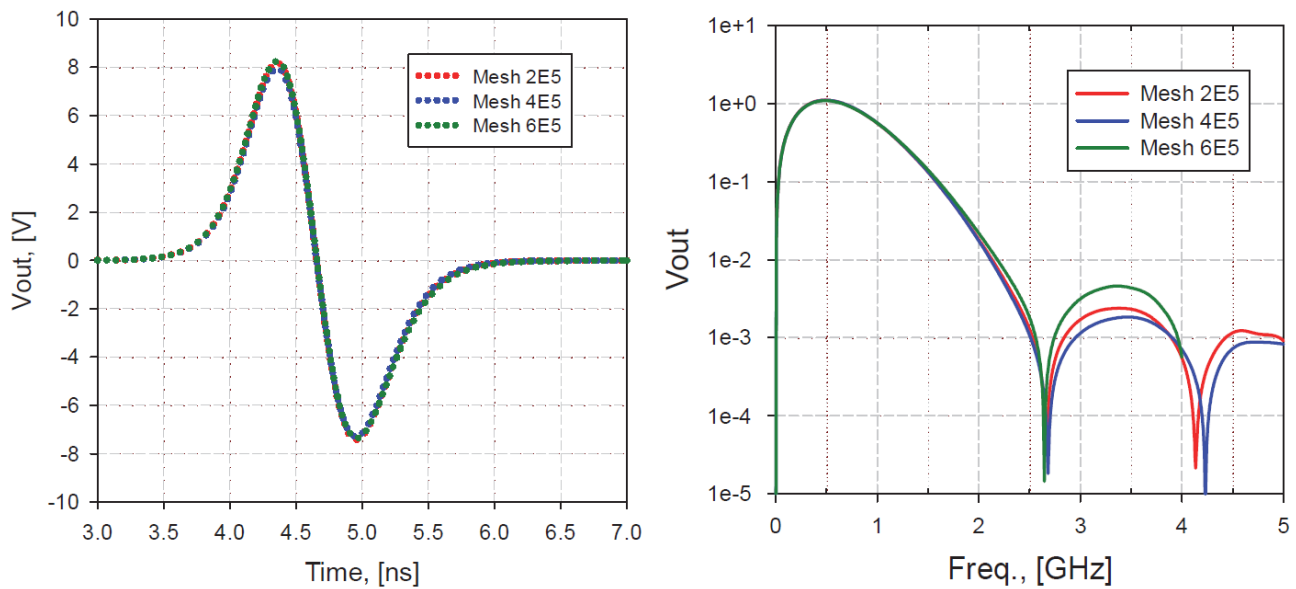 10
8
6
4
2
0
-2
-4
-6
-8
-10
Vout, [V]
Mesh 2E5
Mesh 4E5
Mesh 6E5
3.0 3.5 4.0 4.5 5.0 5.5 6.0 6.5 7.0
Time, [ns]
1e+1
1e+0
1e-1
1e-2
1e-3
1e-4
1e-5
Vout
Mesh 2E5
Mesh 4E5
Mesh 6E5
0 1 2 3 4 5
Freq., [GHz]